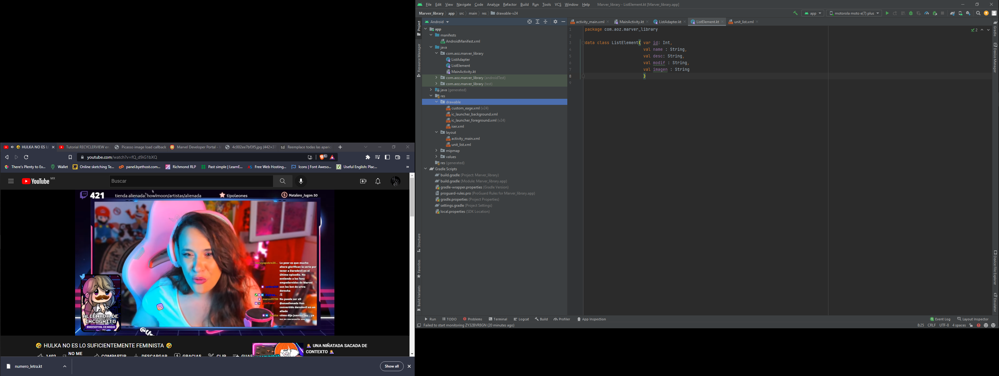 HULKA NO ES LO
Tutorial RECYCLERVIEW en
Picasso image load callback
Marvel Developer Portal - I
4c002ee7bf3f5.jpg (442×37
td Reemplace todas las aparici
youtube.com/watch?v=fQ_d9iG1bXQ
There's Plenty to Ex...
Wallet
Online sketching Te...
panel.byethost.com...
Richmond RLP
Past simple | LearnE...
Free Web Hosting...
Icons | Font Aweso...
Useful English: Plac...
»
YouTube MX
Buscar
421
tienda alienada: howlmoon/artistas/alienada
tipoleones
Metalero_Jugon: 50
koruyapobre20... Lo peor es que mucho
ahora glorifican la serie por
tener a Daredevil en el
último episodio. No
entiendo a los fans
empedernidos de Marvel
son los bot de urtra
derecha
marco35789 No puede ser xD
@unaalienada Han
convertido daredevil en un
aliade
cómo dijo Juanito Say... ya
no es necesario ver
ALIENADA DE
INCÓGNITO
@NOSOYALIENADA
🤣 HULKA NO ES LO SUFICIENTEMENTE FEMINISTA 🤣
1402
NO ME
COMPARTIR
DESCARGAR
GRACIAS
CLIP
GUAR
UNA NIÑATADA SACADA DE
CONTEXTO
numero_letra.kt
Show all
File Edit View Navigate Code Analyze Refactor Build Run Tools VCS Window Help
Marver_library - ListElement.kt [Marver_library.app]
Marver_library app src main res drawable-v24
app
motorola moto e(7) plus
Android
activity_main.xml
MainActivity.kt
ListAdapter.kt
ListElement.kt
unit_list.xml
Project
Resource Manager
Structure
Favorites
Build Variants
app
manifests
AndroidManifest.xml
java
com.aoz.marver_library
ListAdapter
ListElement
MainActivity.kt
com.aoz.marver_library (androidTest)
com.aoz.marver_library (test)
java (generated)
res
drawable
custom_eage.xml (v24)
ic_launcher_background.xml
ic_launcher_foreground.xml (v24)
iser.xml
layout
activity_main.xml
unit_list.xml
mipmap
values
res (generated)
Gradle Scripts
build.gradle (Project: Marver_library)
build.gradle (Module: Marver_library.app)
gradle-wrapper.properties (Gradle Version)
proguard-rules.pro (ProGuard Rules for Marver_library.app)
gradle.properties (Project Properties)
settings.gradle (Project Settings)
local.properties (SDK Location)
1 package com.aoz.marver_library
2
3 data class ListElement( var id: Int,
4 val name : String,
5 val desc: String,
6 val modif : String,
7 val imagen : String
8 )
9
2
Gradle
Device Manager
Device File Explorer
Emulator
Run TODO Problems Terminal Logcat Build Profiler App Inspection
1 Event Log Layout Inspector
Failed to start monitoring ZY32BVR8GN (20 minutes ago)
8:25 CRLF UTF-8 4 spaces